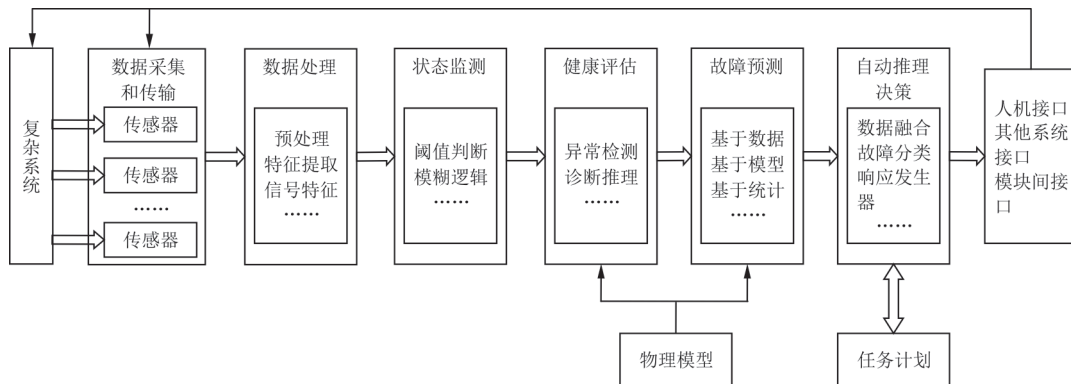 复杂系统
数据采集
和传输
传感器
传感器
……
传感器
数据处理
预处理
特征提取
信号特征
……
状态监测
阈值判断
模糊逻辑
……
健康评估
异常检测
诊断推理
……
故障预测
基于数据
基于模型
基于统计
……
自动推理
决策
数据融合
故障分类
响应发生
器
……
人机接口
其他系统
接口
模块间接
口
物理模型
任务计划